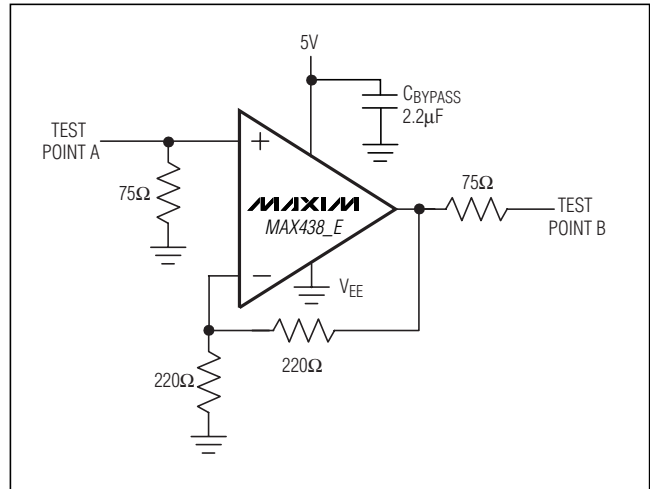 5V
CBYPASS
2.2µF
TEST
POINT A
+
75Ω
75Ω
MAXIM
MAX438_E
TEST
POINT B
−
VEE
220Ω
220Ω